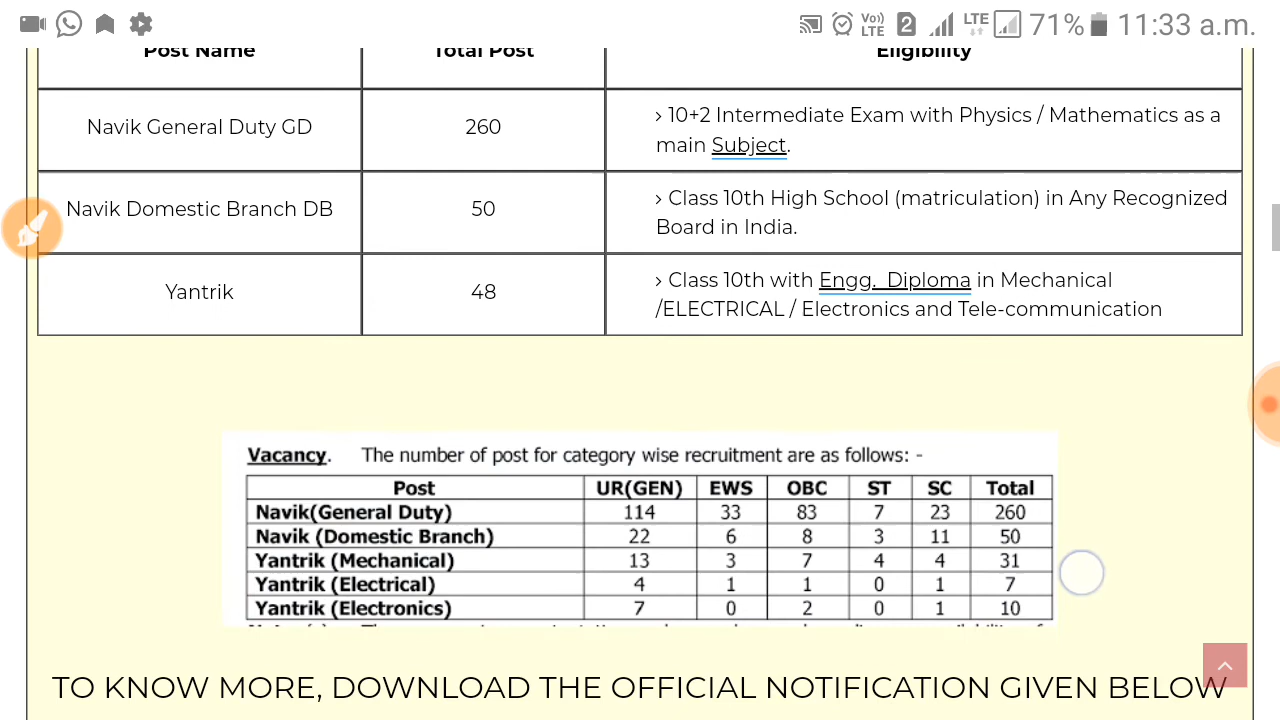 Vo)) LTE 2 LTE 71% 11:33 a.m.
Post Name Total Post Eligibility
Navik General Duty GD 260 › 10+2 Intermediate Exam with Physics / Mathematics as a
main Subject.
Navik Domestic Branch DB 50 › Class 10th High School (matriculation) in Any Recognized
Board in India.
Yantrik 48 › Class 10th with Engg. Diploma in Mechanical
/ELECTRICAL / Electronics and Tele-communication
Vacancy. The number of post for category wise recruitment are as follows: -
Post UR(GEN) EWS OBC ST SC Total
Navik(General Duty) 114 33 83 7 23 260
Navik (Domestic Branch) 22 6 8 3 11 50
Yantrik (Mechanical) 13 3 7 4 4 31
Yantrik (Electrical) 4 1 1 0 1 7
Yantrik (Electronics) 7 0 2 0 1 10
TO KNOW MORE, DOWNLOAD THE OFFICIAL NOTIFICATION GIVEN BELOW